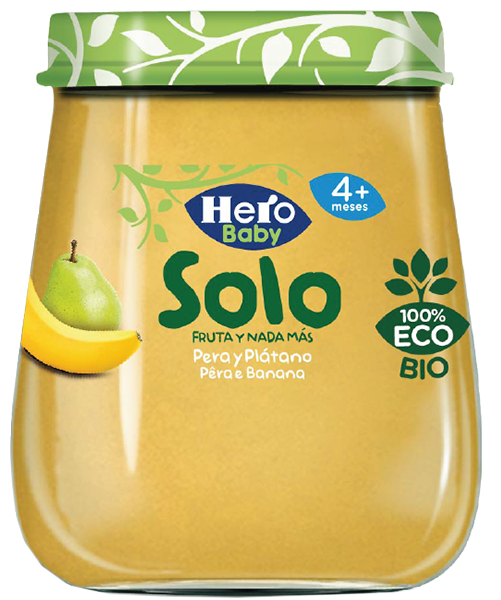 Hero
Baby
4+
meses
Solo
FRUTA Y NADA MÁS
Pera y Plátano
Pêra e Banana
100%
ECO
BIO